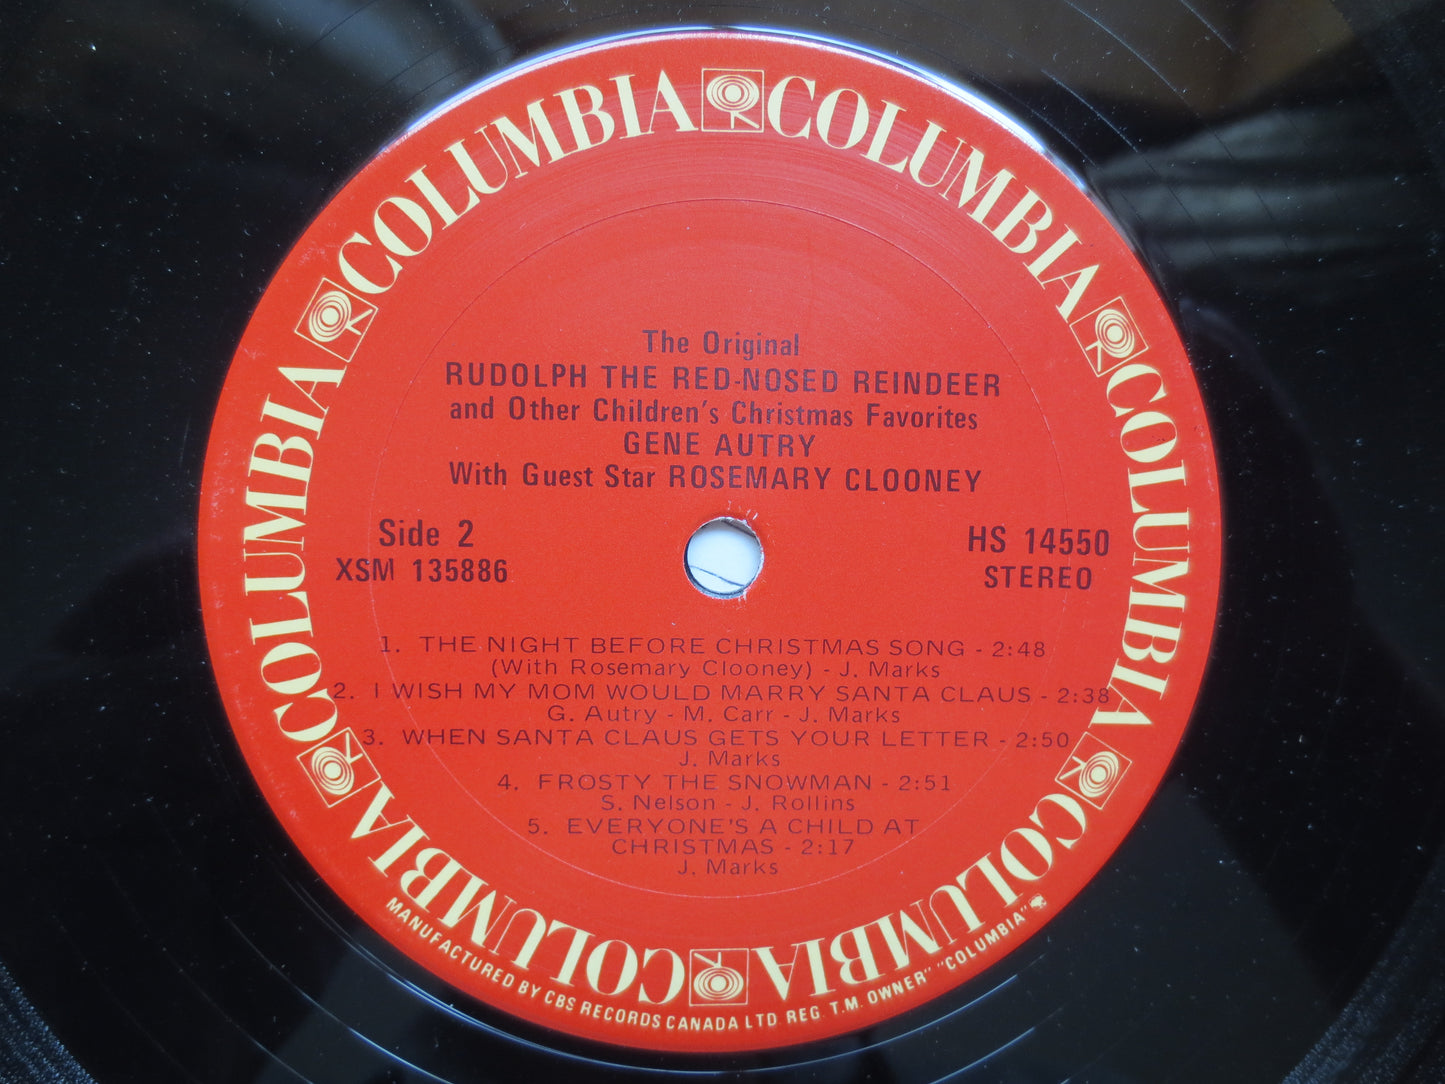 COLUMBIA COLUMBIA COLUMBIA COLUMBIA COLUMBIA COLUMBIA COLUMBIA COLUMBIA COLUMBIA COLUMBIA
The Original
RUDOLPH THE RED-NOSED REINDEER
and Other Children's Christmas Favorites
GENE AUTRY
With Guest Star ROSEMARY CLOONEY
Side 2
XSM 135886
HS 14550
STEREO
1. THE NIGHT BEFORE CHRISTMAS SONG - 2:48
(With Rosemary Clooney) - J. Marks
2. I WISH MY MOM WOULD MARRY SANTA CLAUS - 2:38
G. Autry - M. Carr - J. Marks
3. WHEN SANTA CLAUS GETS YOUR LETTER - 2:50
J. Marks
4. FROSTY THE SNOWMAN - 2:51
S. Nelson - J. Rollins
5. EVERYONE'S A CHILD AT
CHRISTMAS - 2:17
J. Marks
MANUFACTURED BY CBS RECORDS CANADA LTD. REG. T.M. OWNER" "COLUMBIA"